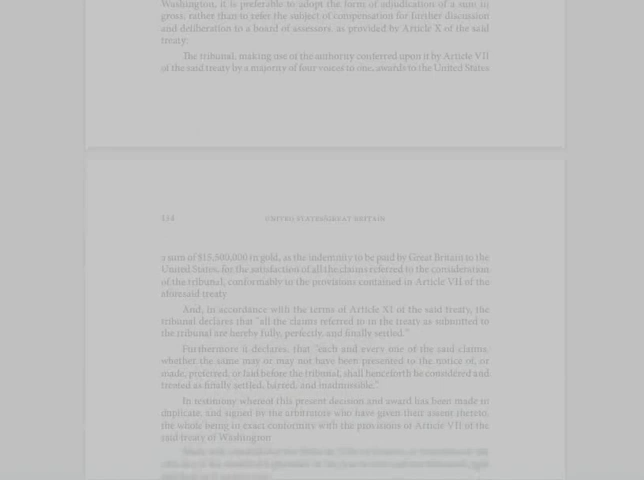 Washington, it is preferable to adopt the form of adjudication of a sum in
gross, rather than to refer the subject of compensation for further discussion
and deliberation to a board of assessors, as provided by Article X of the said
treaty.
The tribunal, making use of the authority conferred upon it by Article VII
of the said treaty by a majority of four voices to one, awards to the United States
134
UNITED STATES/GREAT BRITAIN
a sum of $15,500,000 in gold, as the indemnity to be paid by Great Britain to the
United States, for the satisfaction of all the claims referred to the consideration
of the tribunal, conformably to the provisions contained in Article VII of the
aforesaid treaty
And, in accordance with the terms of Article XI of the said treaty, the
tribunal declares that "all the claims referred to in the treaty as submitted to
the tribunal are hereby fully, perfectly, and finally settled."
Furthermore it declares, that "each and every one of the said claims,
whether the same may or may not have been presented to the notice of, or
made, preferred, or laid before the tribunal, shall henceforth be considered and
treated as finally settled, barred, and inadmissible."
In testimony whereof this present decision and award has been made in
duplicate, and signed by the arbitrators who have given their assent thereto,
the whole being in exact conformity with the provisions of Article VII of the
said treaty of Washington